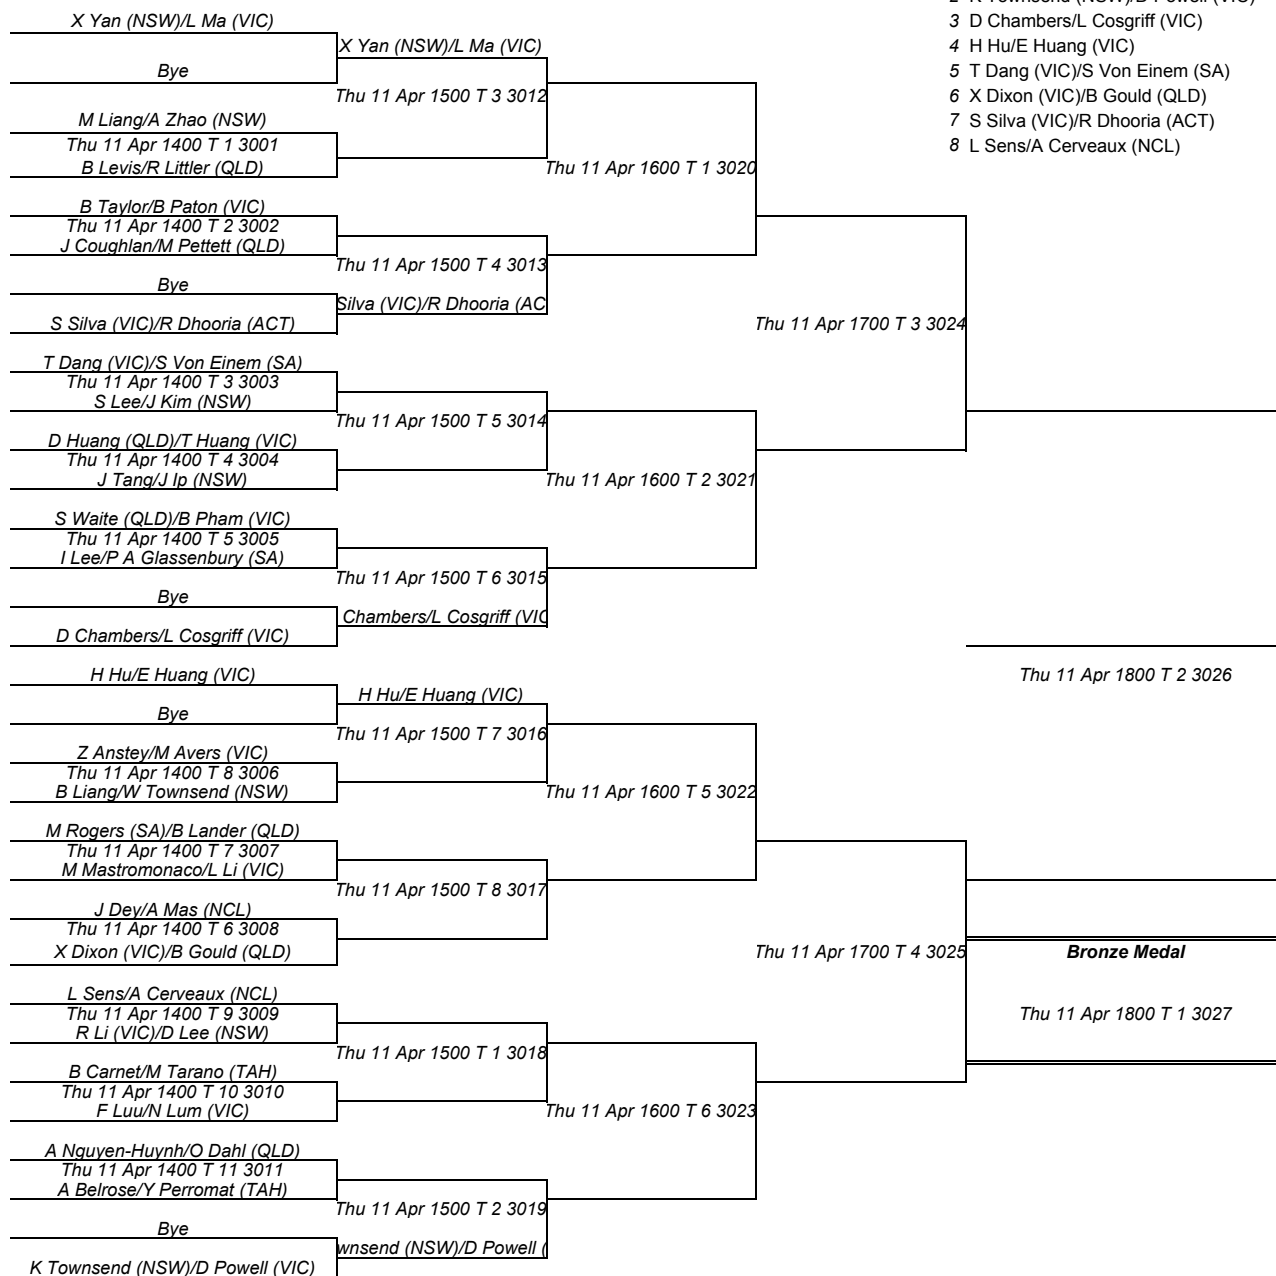 2 K Townsend (NSW)/D Powell (VIC)
3 D Chambers/L Cosgriff (VIC)
4 H Hu/E Huang (VIC)
5 T Dang (VIC)/S Von Einem (SA)
6 X Dixon (VIC)/B Gould (QLD)
7 S Silva (VIC)/R Dhooria (ACT)
8 L Sens/A Cerveaux (NCL)
X Yan (NSW)/L Ma (VIC)
X Yan (NSW)/L Ma (VIC)
Bye
Thu 11 Apr 1500 T 3 3012
M Liang/A Zhao (NSW)
Thu 11 Apr 1400 T 1 3001
B Levis/R Littler (QLD)
Thu 11 Apr 1600 T 1 3020
B Taylor/B Paton (VIC)
Thu 11 Apr 1400 T 2 3002
J Coughlan/M Pettett (QLD)
Thu 11 Apr 1500 T 4 3013
Bye
Silva (VIC)/R Dhooria (AC
S Silva (VIC)/R Dhooria (ACT)
Thu 11 Apr 1700 T 3 3024
T Dang (VIC)/S Von Einem (SA)
Thu 11 Apr 1400 T 3 3003
S Lee/J Kim (NSW)
Thu 11 Apr 1500 T 5 3014
D Huang (QLD)/T Huang (VIC)
Thu 11 Apr 1400 T 4 3004
J Tang/J Ip (NSW)
Thu 11 Apr 1600 T 2 3021
S Waite (QLD)/B Pham (VIC)
Thu 11 Apr 1400 T 5 3005
I Lee/P A Glassenbury (SA)
Thu 11 Apr 1500 T 6 3015
Bye
Chambers/L Cosgriff (VIC
D Chambers/L Cosgriff (VIC)
H Hu/E Huang (VIC)
Thu 11 Apr 1800 T 2 3026
H Hu/E Huang (VIC)
Bye
Thu 11 Apr 1500 T 7 3016
Z Anstey/M Avers (VIC)
Thu 11 Apr 1400 T 8 3006
B Liang/W Townsend (NSW)
Thu 11 Apr 1600 T 5 3022
M Rogers (SA)/B Lander (QLD)
Thu 11 Apr 1400 T 7 3007
M Mastromonaco/L Li (VIC)
Thu 11 Apr 1500 T 8 3017
J Dey/A Mas (NCL)
Thu 11 Apr 1400 T 6 3008
X Dixon (VIC)/B Gould (QLD)
Thu 11 Apr 1700 T 4 3025
Bronze Medal
L Sens/A Cerveaux (NCL)
Thu 11 Apr 1400 T 9 3009
Thu 11 Apr 1800 T 1 3027
R Li (VIC)/D Lee (NSW)
Thu 11 Apr 1500 T 1 3018
B Carnet/M Tarano (TAH)
Thu 11 Apr 1400 T 10 3010
F Luu/N Lum (VIC)
Thu 11 Apr 1600 T 6 3023
A Nguyen-Huynh/O Dahl (QLD)
Thu 11 Apr 1400 T 11 3011
A Belrose/Y Perromat (TAH)
Thu 11 Apr 1500 T 2 3019
Bye
wnsend (NSW)/D Powell (
K Townsend (NSW)/D Powell (VIC)